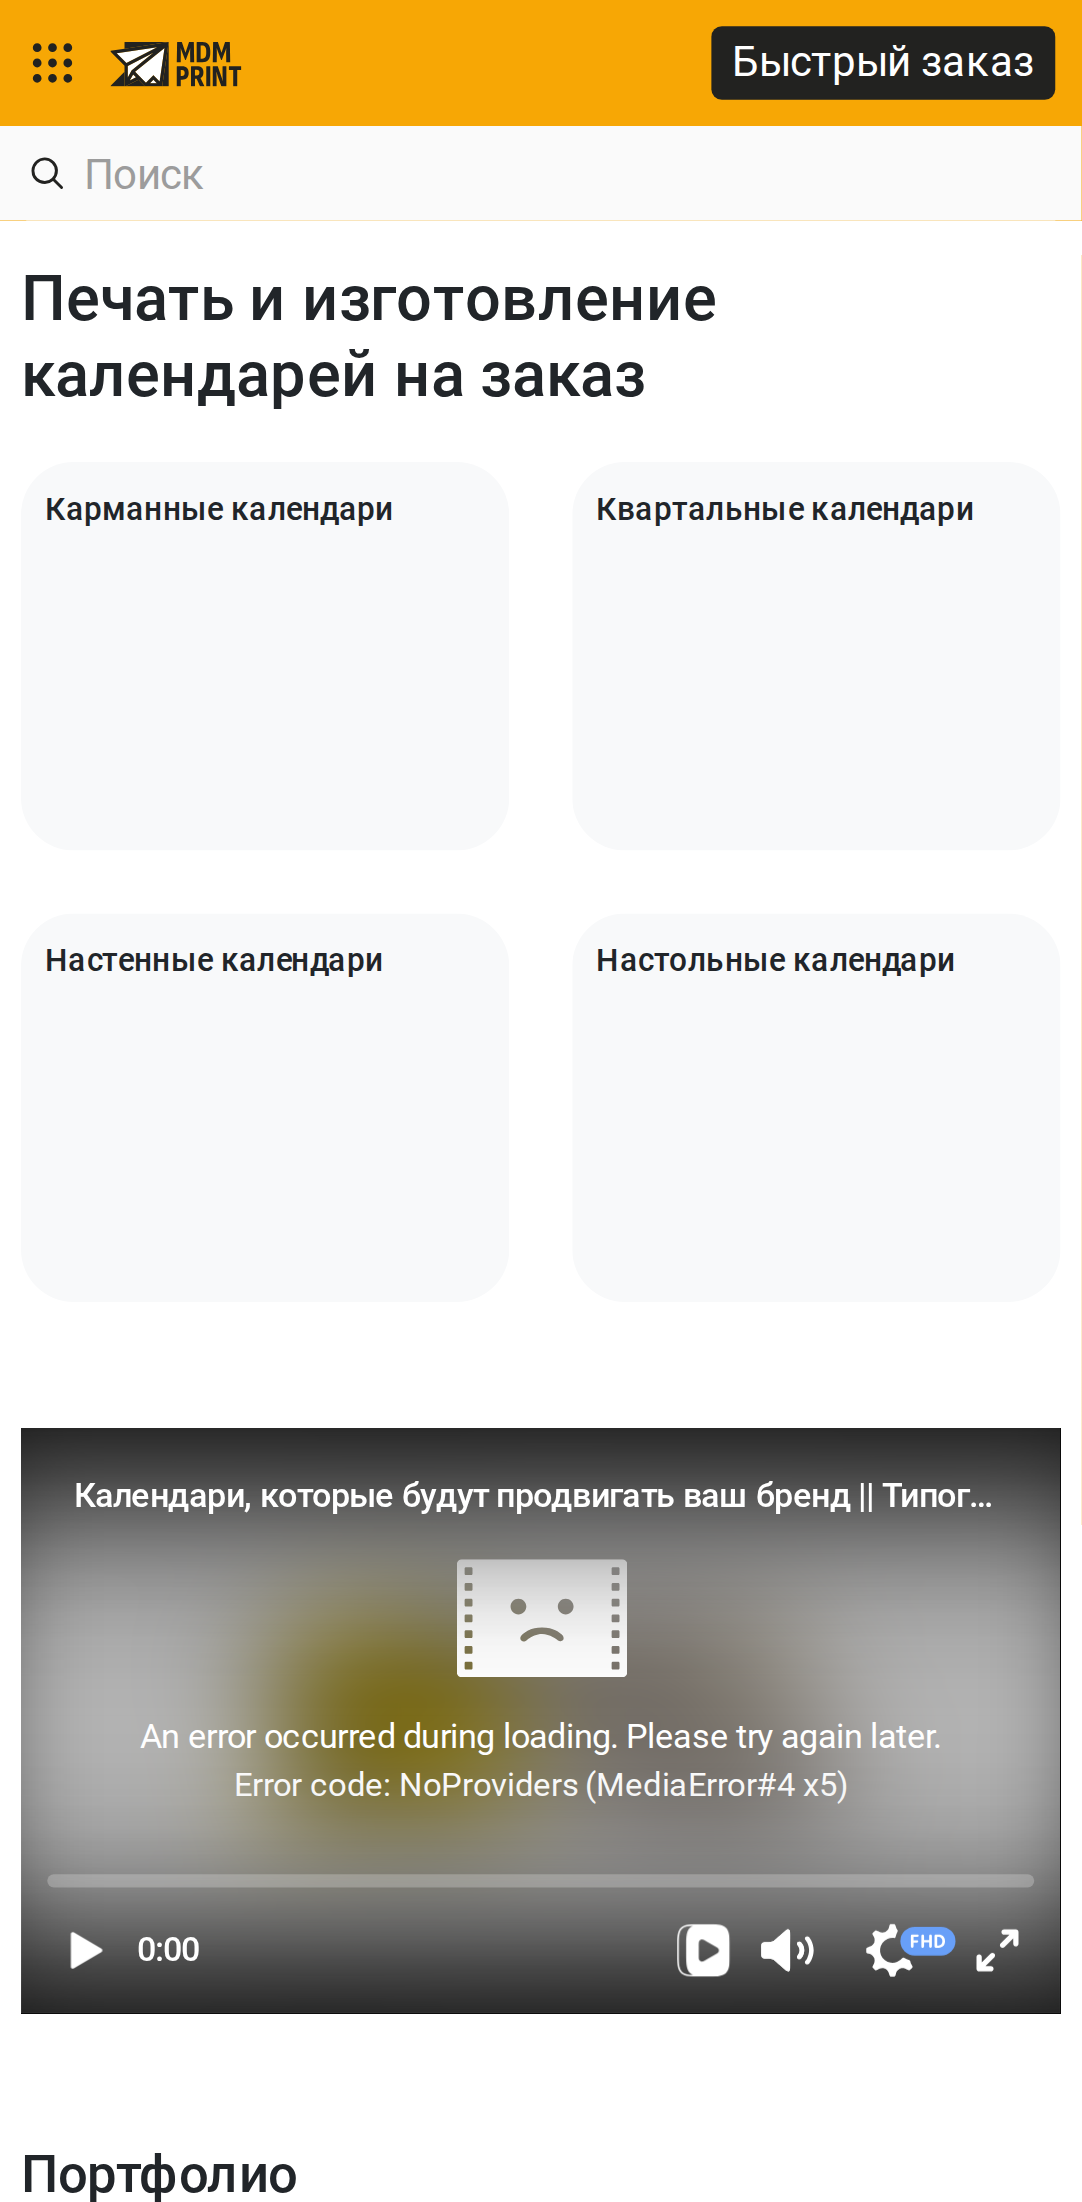 MDM
PRINT
Быстрый заказ
Поиск
Печать и изготовление
календарей на заказ
Карманные календари
Квартальные календари
Настенные календари
Настольные календари
Календари, которые будут продвигать ваш бренд || Типог...
An error occurred during loading. Please try again later.
Error code: NoProviders (MediaError#4 x5)
0:00
FHD
Портфолио